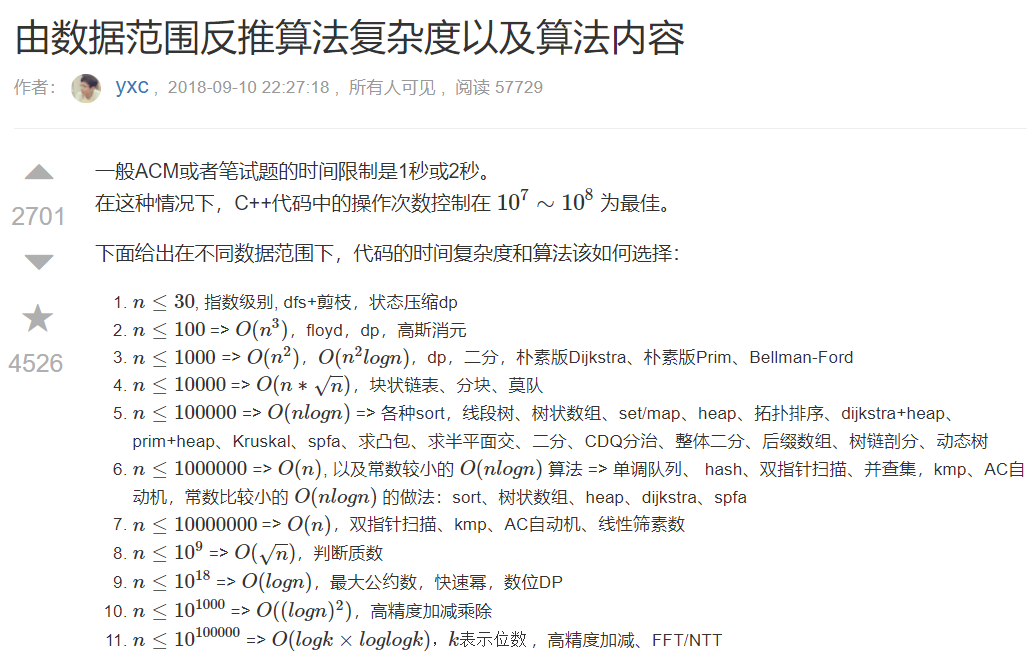 由数据范围反推算法复杂度以及算法内容
作者： yxc， 2018-09-10 22:27:18， 所有人可见， 阅读 57729
2701
4526
一般ACM或者笔试题的时间限制是1秒或2秒。
在这种情况下，C++代码中的操作次数控制在 10^7 ∼ 10^8 为最佳。
下面给出在不同数据范围下，代码的时间复杂度和算法该如何选择：
1. n ≤ 30, 指数级别, dfs+剪枝，状态压缩dp
2. n ≤ 100 => O(n^3)，floyd，dp，高斯消元
3. n ≤ 1000 => O(n^2)，O(n^2logn)，dp，二分，朴素版Dijkstra、朴素版Prim、Bellman-Ford
4. n ≤ 10000 => O(n * √n)，块状链表、分块、莫队
5. n ≤ 100000 => O(nlogn) => 各种sort，线段树、树状数组、set/map、heap、拓扑排序、dijkstra+heap、
prim+heap、Kruskal、spfa、求凸包、求半平面交、二分、CDQ分治、整体二分、后缀数组、树链剖分、动态树
6. n ≤ 1000000 => O(n), 以及常数较小的 O(nlogn) 算法 => 单调队列、 hash、双指针扫描、并查集，kmp、AC自
动机，常数比较小的 O(nlogn) 的做法：sort、树状数组、heap、dijkstra、spfa
7. n ≤ 10000000 => O(n)，双指针扫描、kmp、AC自动机、线性筛素数
8. n ≤ 10^9 => O(√n)，判断质数
9. n ≤ 10^18 => O(logn)，最大公约数，快速幂，数位DP
10. n ≤ 10^1000 => O((logn)^2)，高精度加减乘除
11. n ≤ 10^100000 => O(logk × loglogk)，k表示位数，高精度加减、FFT/NTT